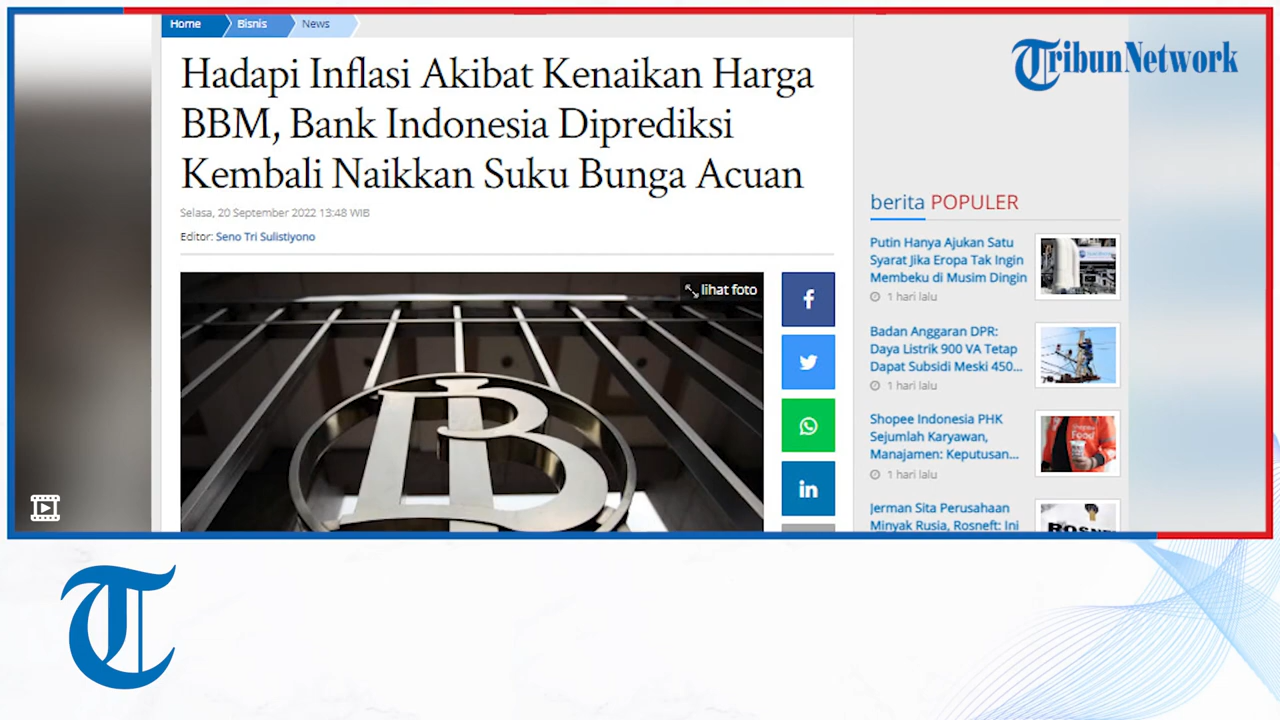 Home
Bisnis
News
TribunNetwork
Hadapi Inflasi Akibat Kenaikan Harga
BBM, Bank Indonesia Diprediksi
Kembali Naikkan Suku Bunga Acuan
Selasa, 20 September 2022 13:48 WIB
Editor: Seno Tri Sulistiyono
lihat foto
berita POPULER
Putin Hanya Ajukan Satu
Syarat Jika Eropa Tak Ingin
Membeku di Musim Dingin
1 hari lalu
Badan Anggaran DPR:
Daya Listrik 900 VA Tetap
Dapat Subsidi Meski 450...
1 hari lalu
Shopee Indonesia PHK
Sejumlah Karyawan,
Manajemen: Keputusan...
1 hari lalu
Jerman Sita Perusahaan
Minyak Rusia, Rosneft: Ini
Food
T